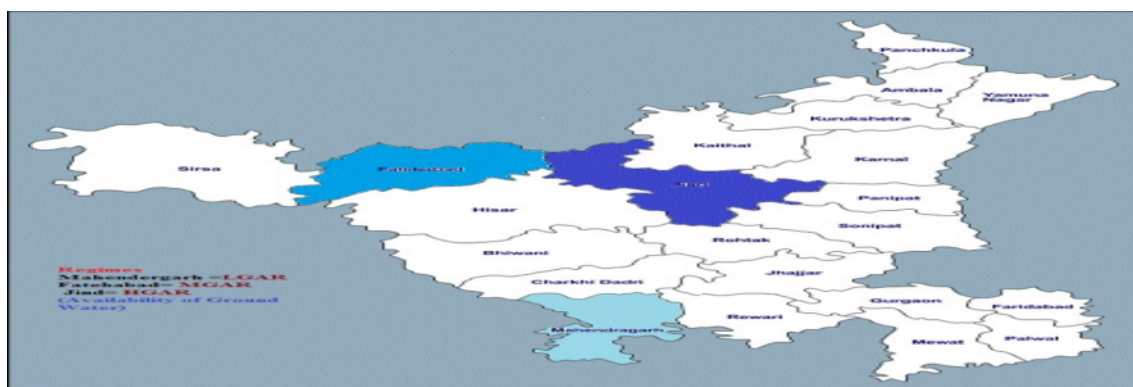 Panchkula
Ambala
Yamuna
Nagar
Kurukshetra
Kaithal
Karnal
Sirsa
Fatehabad
Jind
Panipat
Hisar
Sonipat
Rohtak
Bhiwani
Jhajjar
Charkhi Dadri
Gurgaon
Faridabad
Rewari
Mahendragarh
Mewat
Palwal
Regimes
Mahendergarh =LGAR
Fatehabad= MGAR
Jind= HGAR
(Availability of Ground
Water)